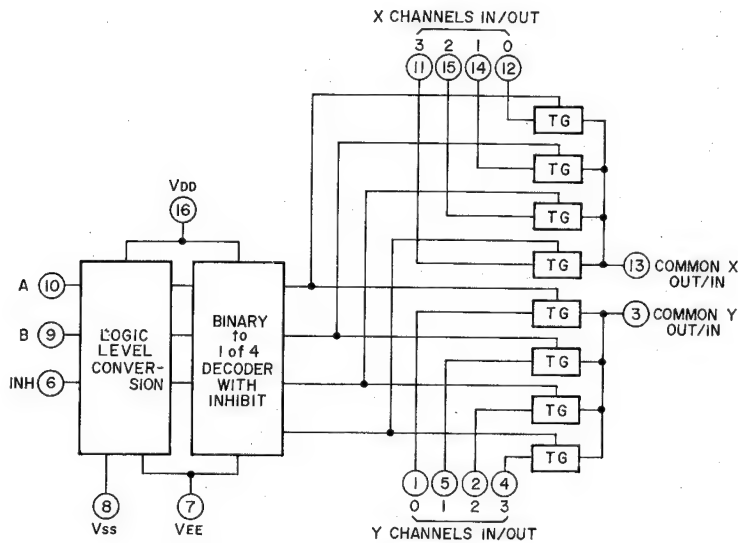 X CHANNELS IN/OUT
3 2 1 0
11 15 14 12
TG
TG
TG
TG
VDD
16
A 10
B 9
INH 6
LOGIC
LEVEL
CONVER-
SION
BINARY
to
1 of 4
DECODER
WITH
INHIBIT
13 COMMON X
OUT/IN
TG
3 COMMON Y
OUT/IN
TG
TG
TG
8
VSS
7
VEE
1 5 2 4
0 1 2 3
Y CHANNELS IN/OUT